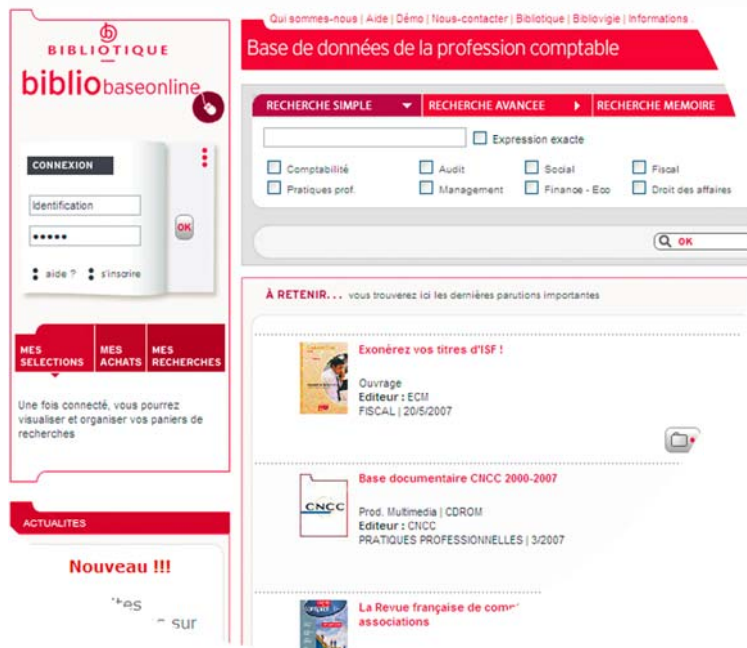 BIBLIOTIQUE
bibliobaseonline
CONNEXION
Identification
•••••
OK
aide ? s'inscrire
MES SELECTIONS
MES ACHATS
MES RECHERCHES
Une fois connecté, vous pourrez
visualiser et organiser vos paniers de
recherches
ACTUALITES
Nouveau !!!
sur
Qui sommes-nous | Aide | Démo | Nous-contacter | Bibliotique | Bibliovigie | Informations
Base de données de la profession comptable
RECHERCHE SIMPLE RECHERCHE AVANCEE RECHERCHE MEMOIRE
Expression exacte
Comptabilité Audit Social Fiscal
Pratiques prof. Management Finance - Eco Droit des affaires
OK
À RETENIR... vous trouverez ici les dernières parutions importantes
Exonérez vos titres d'ISF !
Ouvrage
Editeur : ECM
FISCAL | 20/5/2007
CNCC
Base documentaire CNCC 2000-2007
Prod. Multimedia | CDROM
Editeur : CNCC
PRATIQUES PROFESSIONNELLES | 3/2007
La Revue française de
associations